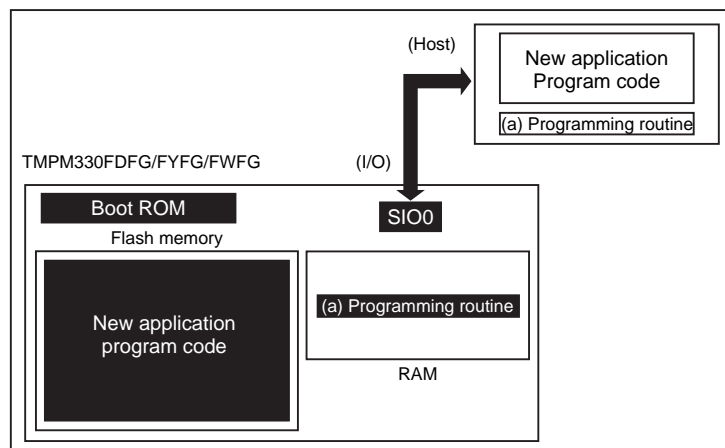 (Host)
New application
Program code
(a) Programming routine
TMPM330FDFG/FYFG/FWFG
(I/O)
Boot ROM
SIO0
Flash memory
New application
program code
(a) Programming routine
RAM